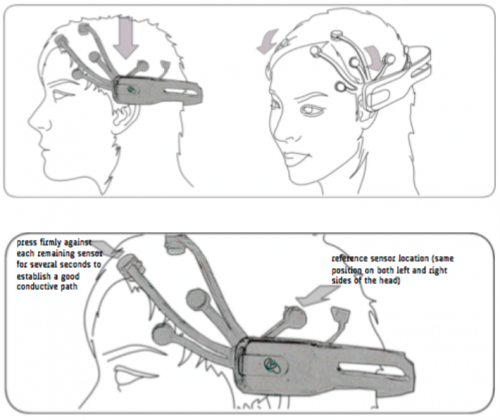 press firmly against
each remaining sensor
for several seconds to
establish a good
conductive path
reference sensor location (same
position on both left and right
sides of the head)